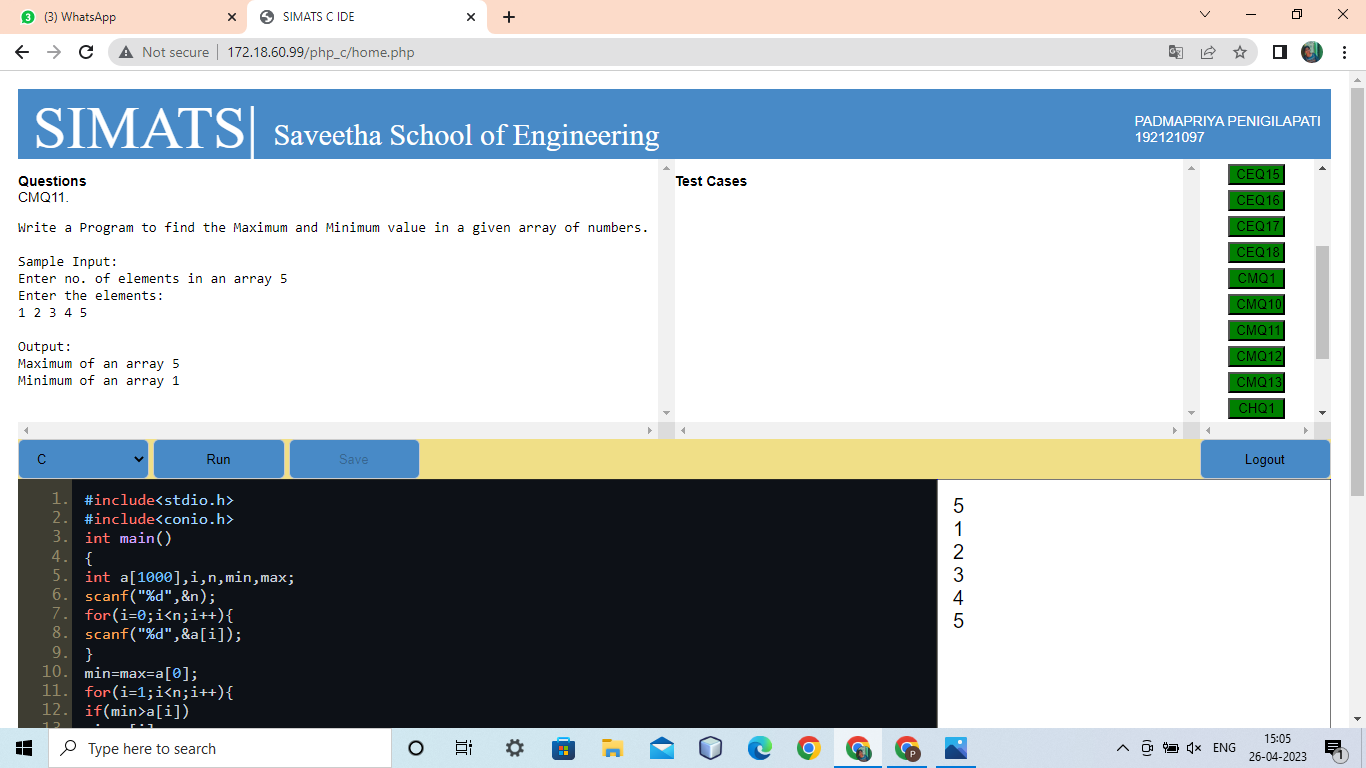 (3) WhatsApp
SIMATS C IDE
Not secure
172.18.60.99/php_c/home.php
SIMATS|
Saveetha School of Engineering
PADMAPRIYA PENIGILAPATI
192121097
Questions
CMQ11.
Write a Program to find the Maximum and Minimum value in a given array of numbers.
Sample Input:
Enter no. of elements in an array 5
Enter the elements:
1 2 3 4 5
Output:
Maximum of an array 5
Minimum of an array 1
Test Cases
CEQ15
CEQ16
CEQ17
CEQ18
CMQ1
CMQ10
CMQ11
CMQ12
CMQ13
CHQ1
C
Run
Save
Logout
1. #include<stdio.h>
2. #include<conio.h>
3. int main()
4. {
5. int a[1000],i,n,min,max;
6. scanf("%d",&n);
7. for(i=0;i<n;i++){
8. scanf("%d",&a[i]);
9. }
10. min=max=a[0];
11. for(i=1;i<n;i++){
12. if(min>a[i])
5
1
2
3
4
5
Type here to search
ENG
15:05
26-04-2023
1